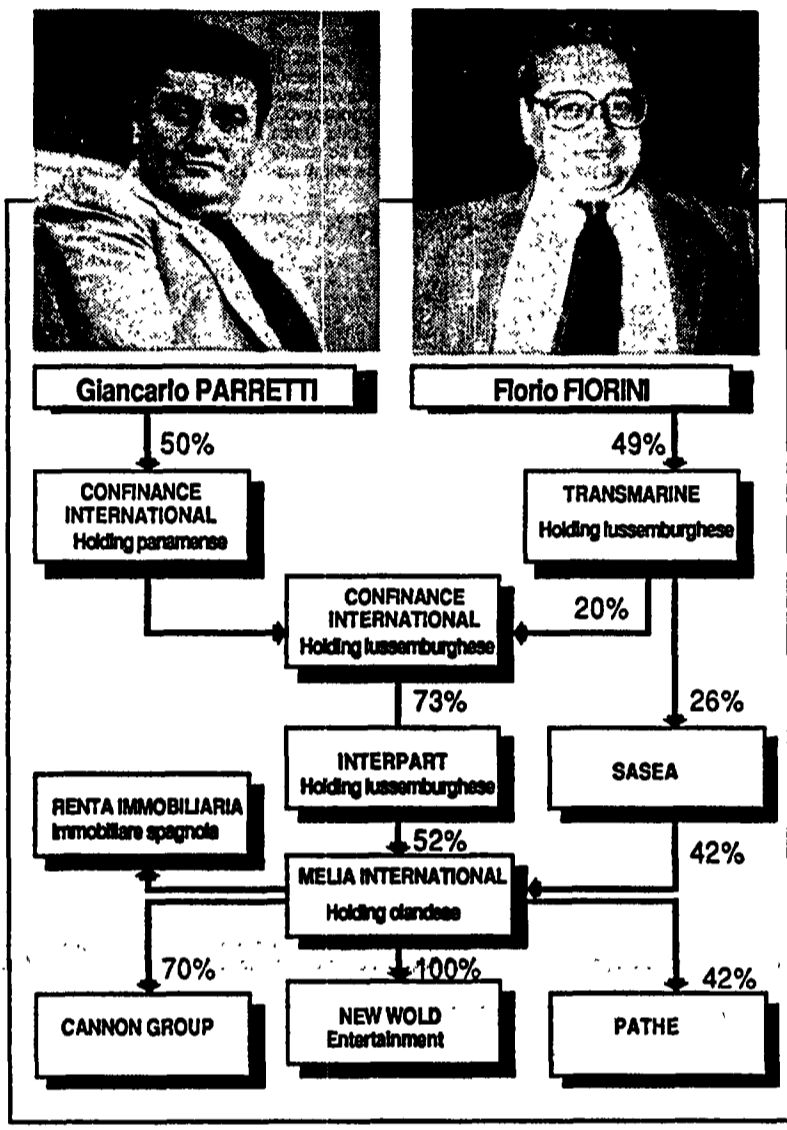 Giancarlo PARRETTI
Florio FIORINI
50%
49%
CONFINANCE
INTERNATIONAL
Holding panamense
TRANSMARINE
Holding lussemburghese
CONFINANCE
INTERNATIONAL
Holding lussemburghese
20%
73%
26%
INTERPART
Holding lussemburghese
SASEA
RENTA IMMOBILIARIA
Immobiliare spagnola
52%
42%
MELIA INTERNATIONAL
Holding olandese
70%
100%
42%
CANNON GROUP
NEW WOLD
Entertainment
PATHE